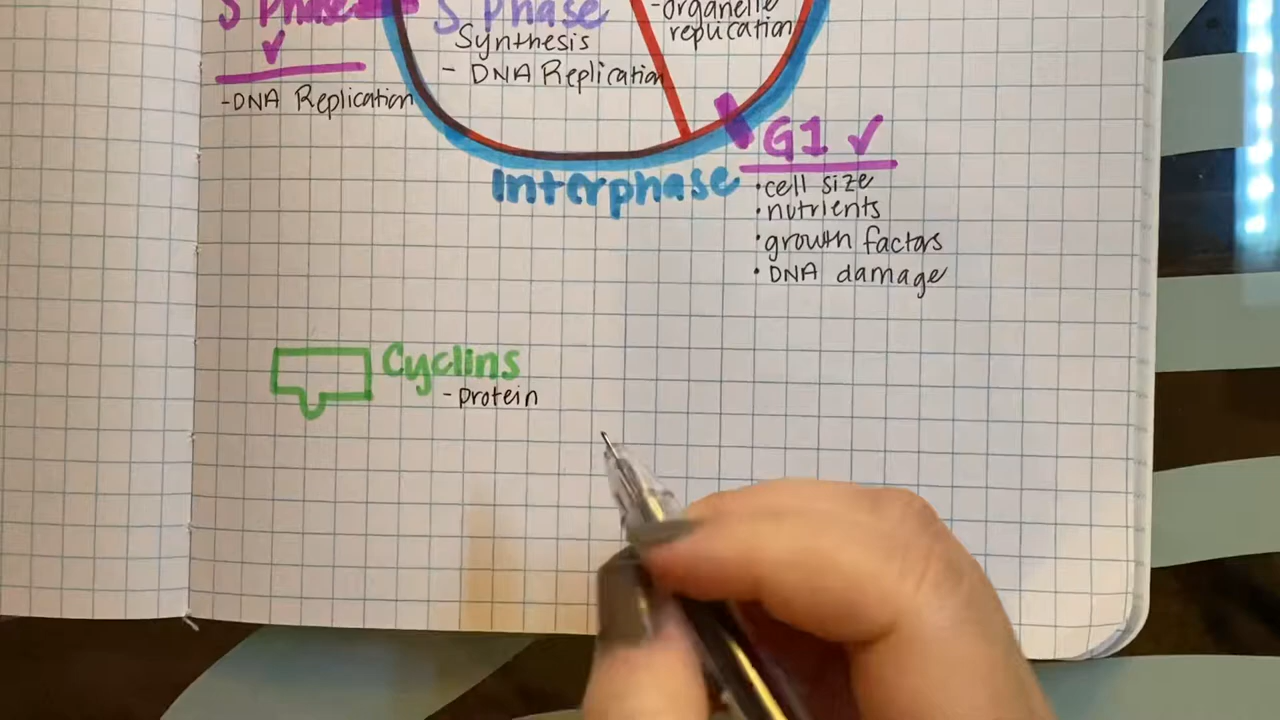 S Phase ✓
- DNA Replication
S Phase
Synthesis
- DNA Replication
- organelle
replication
Interphase
G1 ✓
• cell size
• nutrients
• growth factors
• DNA damage
Cyclins
- protein